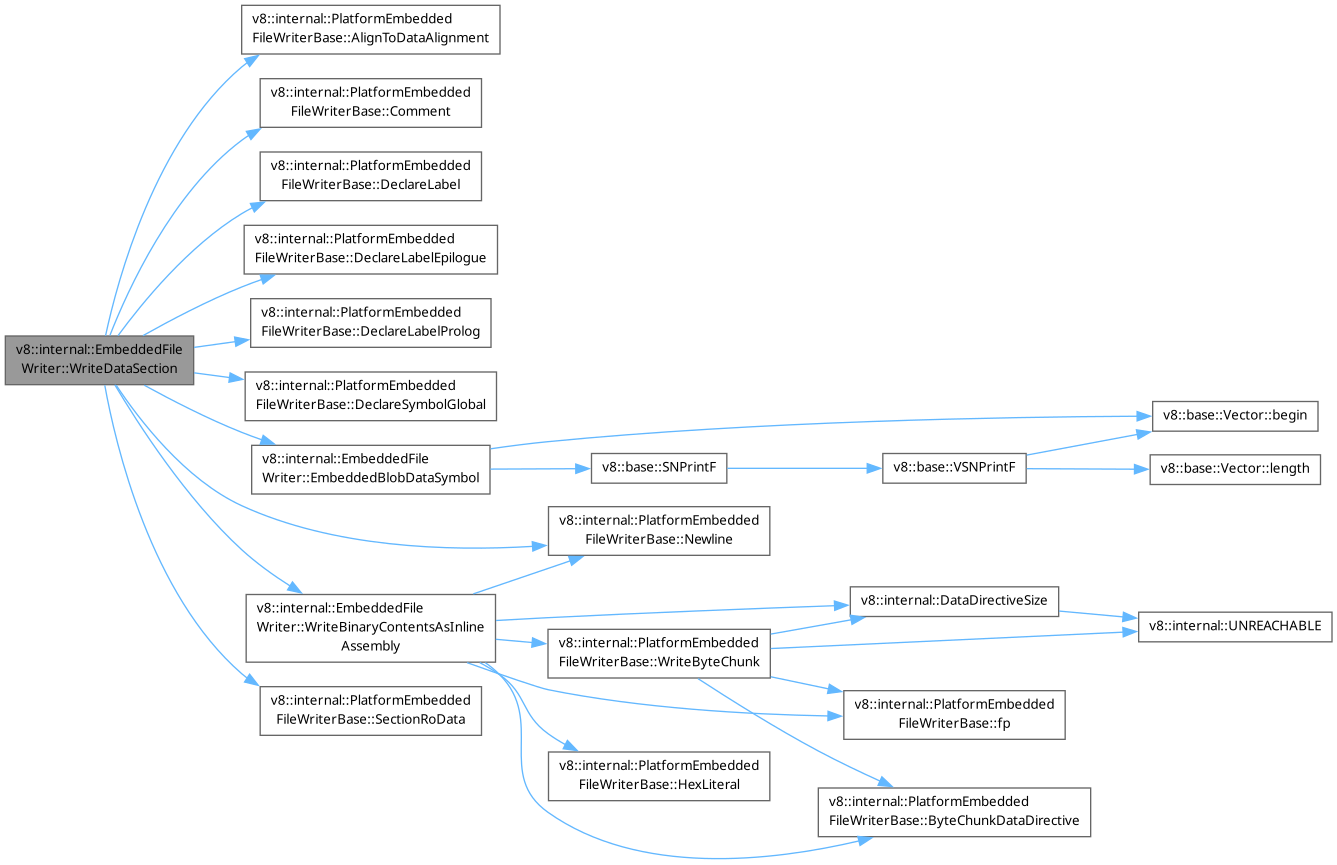 v8::internal::PlatformEmbedded
FileWriterBase::AlignToDataAlignment
v8::internal::PlatformEmbedded
FileWriterBase::Comment
v8::internal::PlatformEmbedded
FileWriterBase::DeclareLabel
v8::internal::PlatformEmbedded
FileWriterBase::DeclareLabelEpilogue
v8::internal::PlatformEmbedded
FileWriterBase::DeclareLabelProlog
v8::internal::EmbeddedFile
Writer::WriteDataSection
v8::internal::PlatformEmbedded
FileWriterBase::DeclareSymbolGlobal
v8::internal::EmbeddedFile
Writer::EmbeddedBlobDataSymbol
v8::base::SNPrintF
v8::base::VSNPrintF
v8::base::Vector::begin
v8::base::Vector::length
v8::internal::PlatformEmbedded
FileWriterBase::Newline
v8::internal::EmbeddedFile
Writer::WriteBinaryContentsAsInline
Assembly
v8::internal::PlatformEmbedded
FileWriterBase::WriteByteChunk
v8::internal::DataDirectiveSize
v8::internal::UNREACHABLE
v8::internal::PlatformEmbedded
FileWriterBase::SectionRoData
v8::internal::PlatformEmbedded
FileWriterBase::fp
v8::internal::PlatformEmbedded
FileWriterBase::HexLiteral
v8::internal::PlatformEmbedded
FileWriterBase::ByteChunkDataDirective